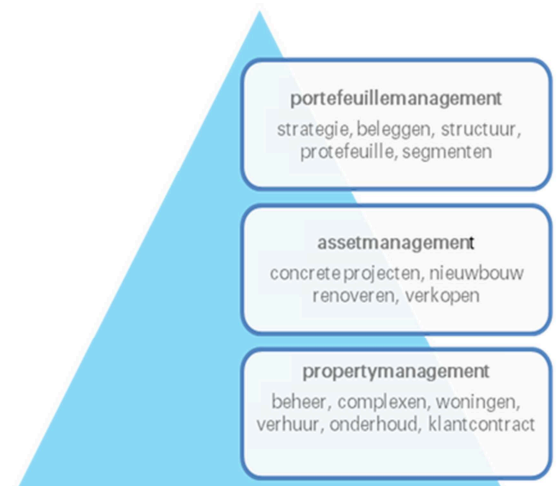 portefeuillemanagement
strategie, beleggen, structuur,
protefeuille, segmenten
assetmanagement
concrete projecten, nieuwbouw
renoveren, verkopen
propertymanagement
beheer, complexen, woningen,
verhuur, onderhoud, klantcontract